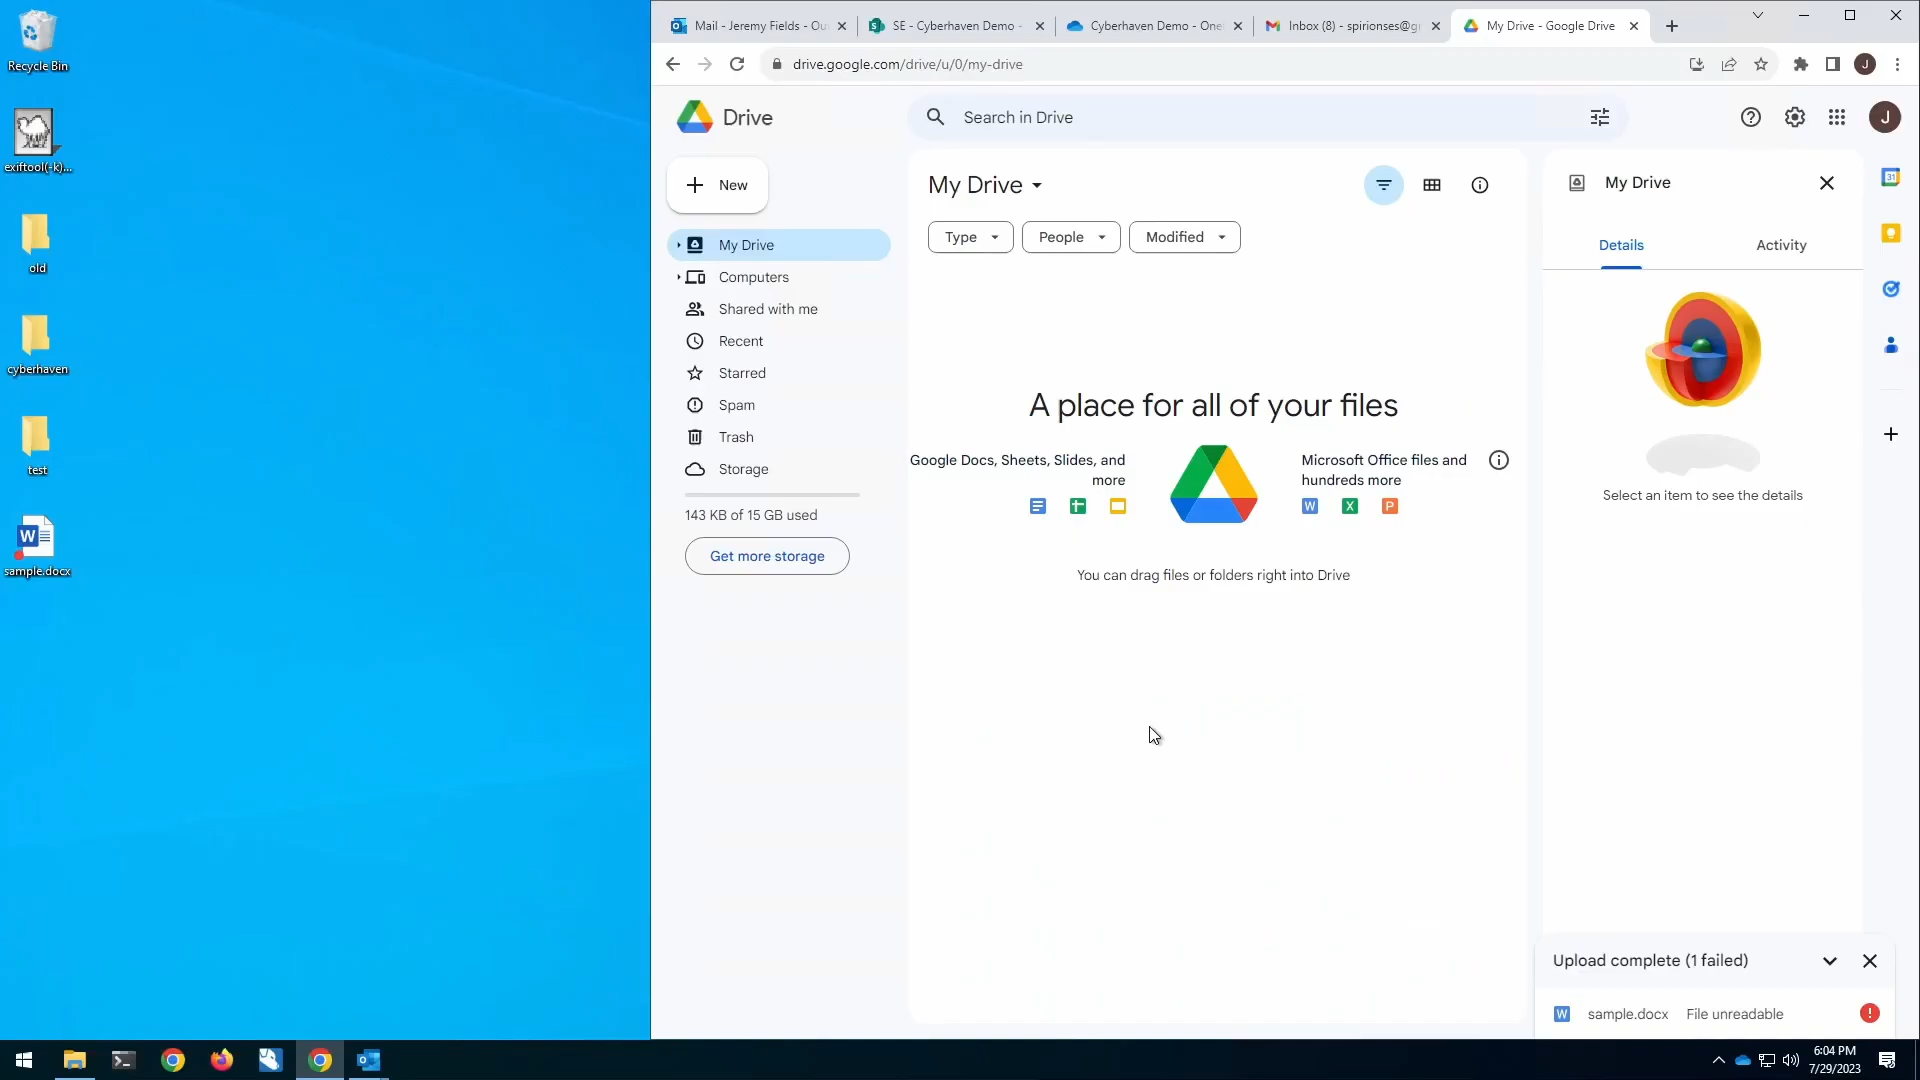 Recycle Bin
exiftool(-k)...
old
cyberhaven
test
sample.docx
Mail - Jeremy Fields - Ou
SE - Cyberhaven Demo -
Cyberhaven Demo - One
Inbox (8) - spirionses@gr
My Drive - Google Drive
drive.google.com/drive/u/0/my-drive
J
Drive
Search in Drive
J
New
My Drive
Computers
Shared with me
Recent
Starred
Spam
Trash
Storage
143 KB of 15 GB used
Get more storage
My Drive
Type
People
Modified
A place for all of your files
Google Docs, Sheets, Slides, and
more
Microsoft Office files and
hundreds more
W X P
You can drag files or folders right into Drive
My Drive
Details
Activity
Select an item to see the details
31
Upload complete (1 failed)
W sample.docx File unreadable
6:04 PM
7/29/2023